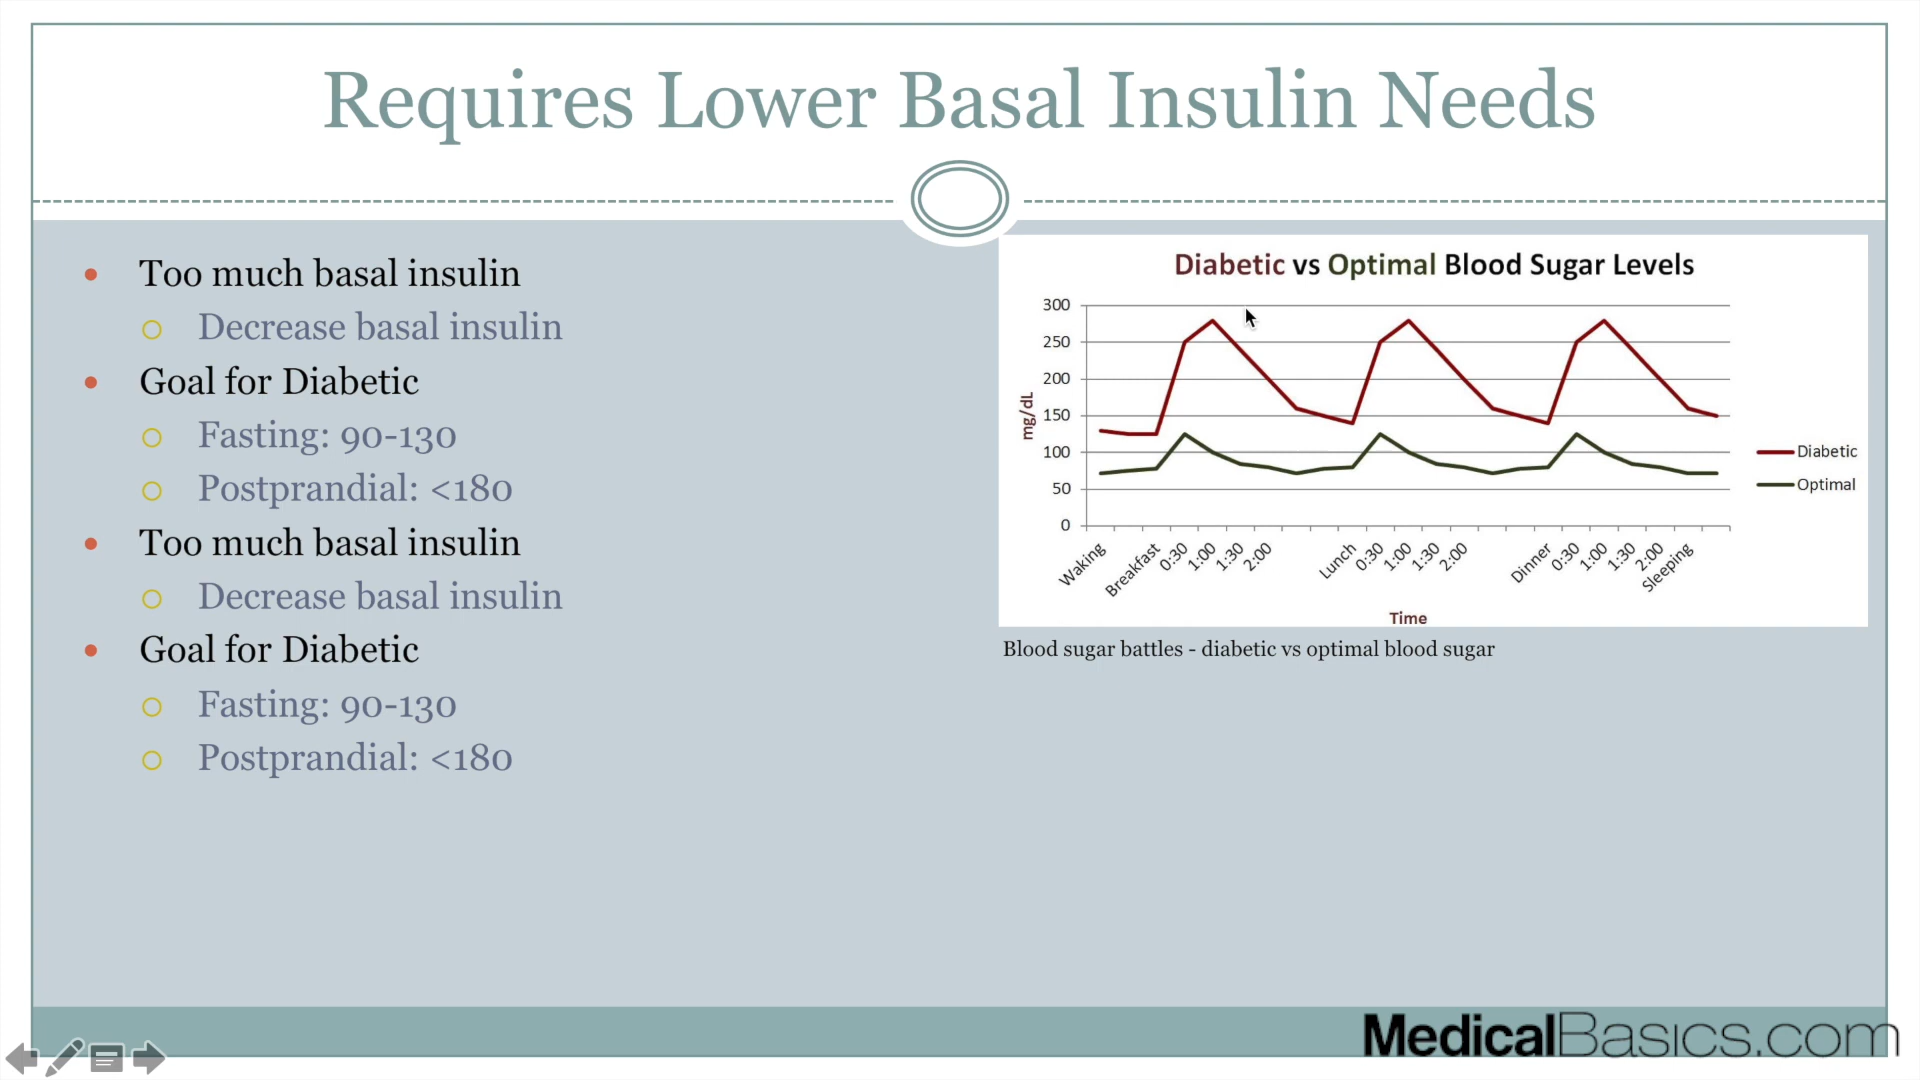 Requires Lower Basal Insulin Needs
Too much basal insulin
Decrease basal insulin
Goal for Diabetic
Fasting: 90-130
Postprandial: <180
Too much basal insulin
Decrease basal insulin
Goal for Diabetic
Fasting: 90-130
Postprandial: <180
Diabetic vs Optimal Blood Sugar Levels
300
250
200
150
100
50
0
mg/dL
Waking
Breakfast
0:30
1:00
1:30
2:00
Lunch
0:30
1:00
1:30
2:00
Dinner
0:30
1:00
1:30
2:00
Sleeping
Time
Diabetic
Optimal
Blood sugar battles - diabetic vs optimal blood sugar
MedicalBasics.com